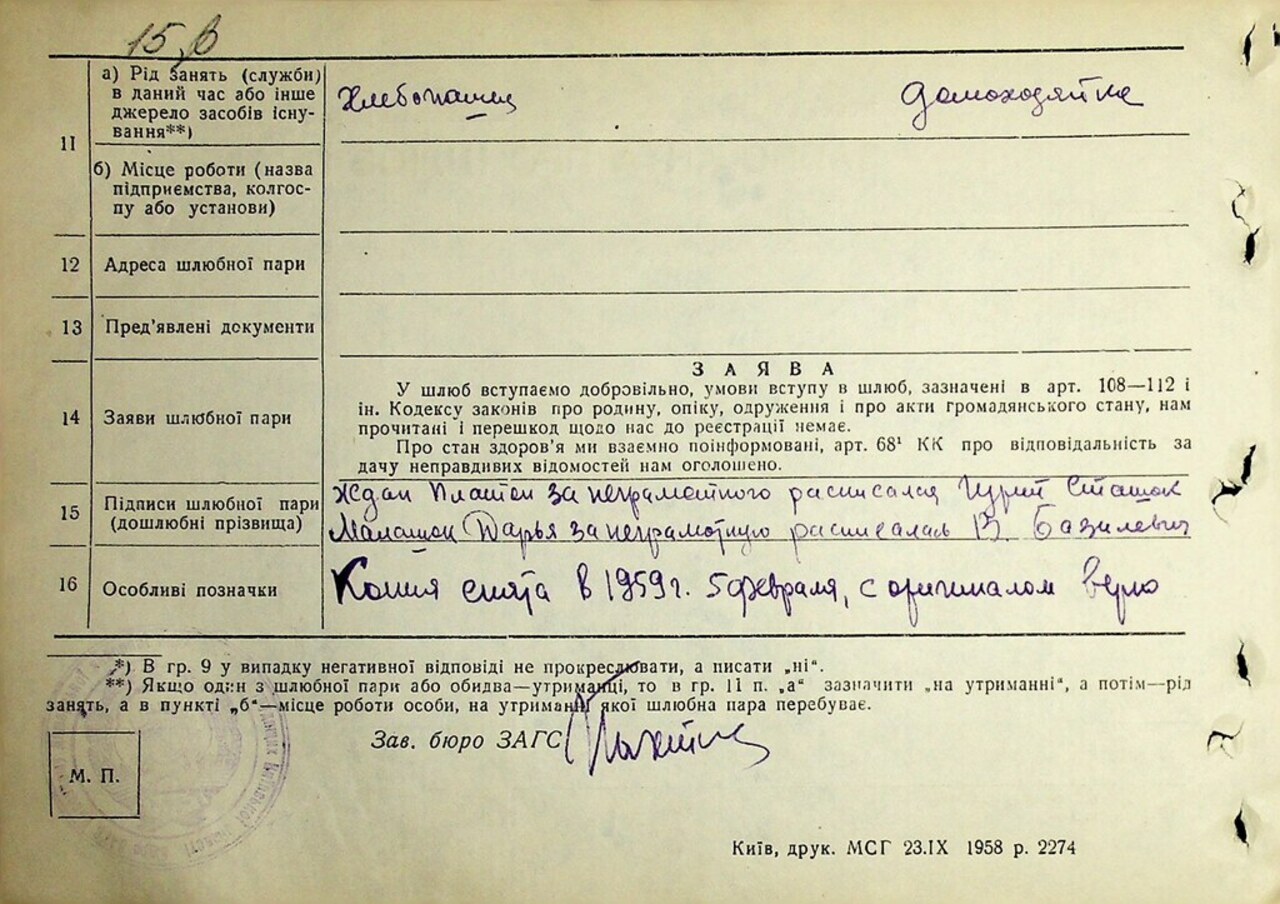 15,в
11
а) Рід занять (служби)
в даний час або інше
джерело засобів існу-
вання**)
Хлебопашец
Домохозяйка
б) Місце роботи (назва
підприємства, колгос-
пу або установи)
12
Адреса шлюбної пари
13
Пред’явлені документи
14
Заяви шлюбної пари
ЗАЯВА
У шлюб вступаємо добровільно, умови вступу в шлюб, зазначені в арт. 108—112 і
ін. Кодексу законів про родину, опіку, одруження і про акти громадянського стану, нам
прочитані і перешкод щодо нас до реєстрації немає.
Про стан здоров’я ми взаємно поінформовані, арт. 68¹ КК про відповідальність за
дачу неправдивих відомостей нам оголошено.
15
Підписи шлюбної пари
(дошлюбні прізвища)
Ждан Платон за неграмотного расписался Гурий Сташок
Малашок Дарья за неграмотную расписалась В. Базилевич
16
Особливі позначки
Копия снята в 1959 г. 5 февраля, с оригиналом верно
*) В гр. 9 у випадку негативної відповіді не прокреслювати, а писати „ні“.
**) Якщо один з шлюбної пари або обидва—утриманці, то в гр. 11 п. „а“ зазначити „на утриманні“, а потім—рід
занять, а в пункті „б“—місце роботи особи, на утриманні якої шлюбна пара перебуває.
Зав. бюро ЗАГС
М. П.
Київ, друк. МСГ 23.IX 1958 р. 2274